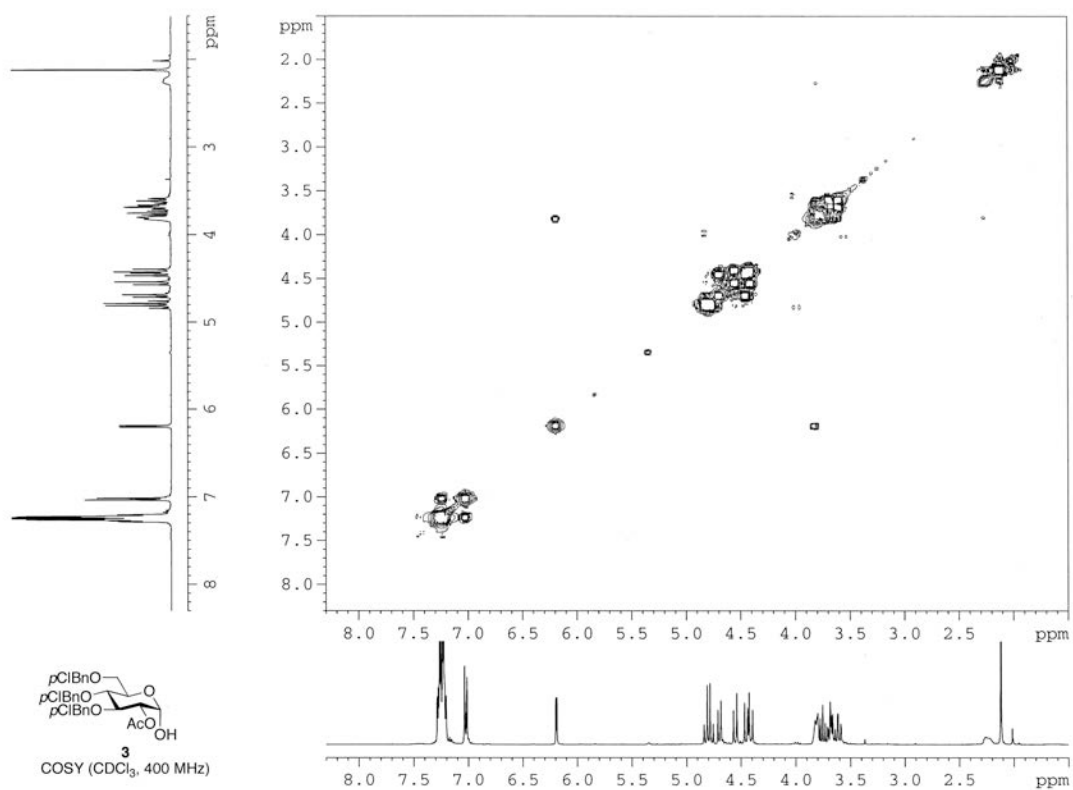 ppm
3
4
5
6
7
8
ppm
2.0
2.5
3.0
3.5
4.0
4.5
5.0
5.5
6.0
6.5
7.0
7.5
8.0
8.0 7.5 7.0 6.5 6.0 5.5 5.0 4.5 4.0 3.5 3.0 2.5 ppm
8.0 7.5 7.0 6.5 6.0 5.5 5.0 4.5 4.0 3.5 3.0 2.5 ppm
pClBnO
pClBnO
pClBnO
O
AcO
OH
3
COSY (CDCl₃, 400 MHz)